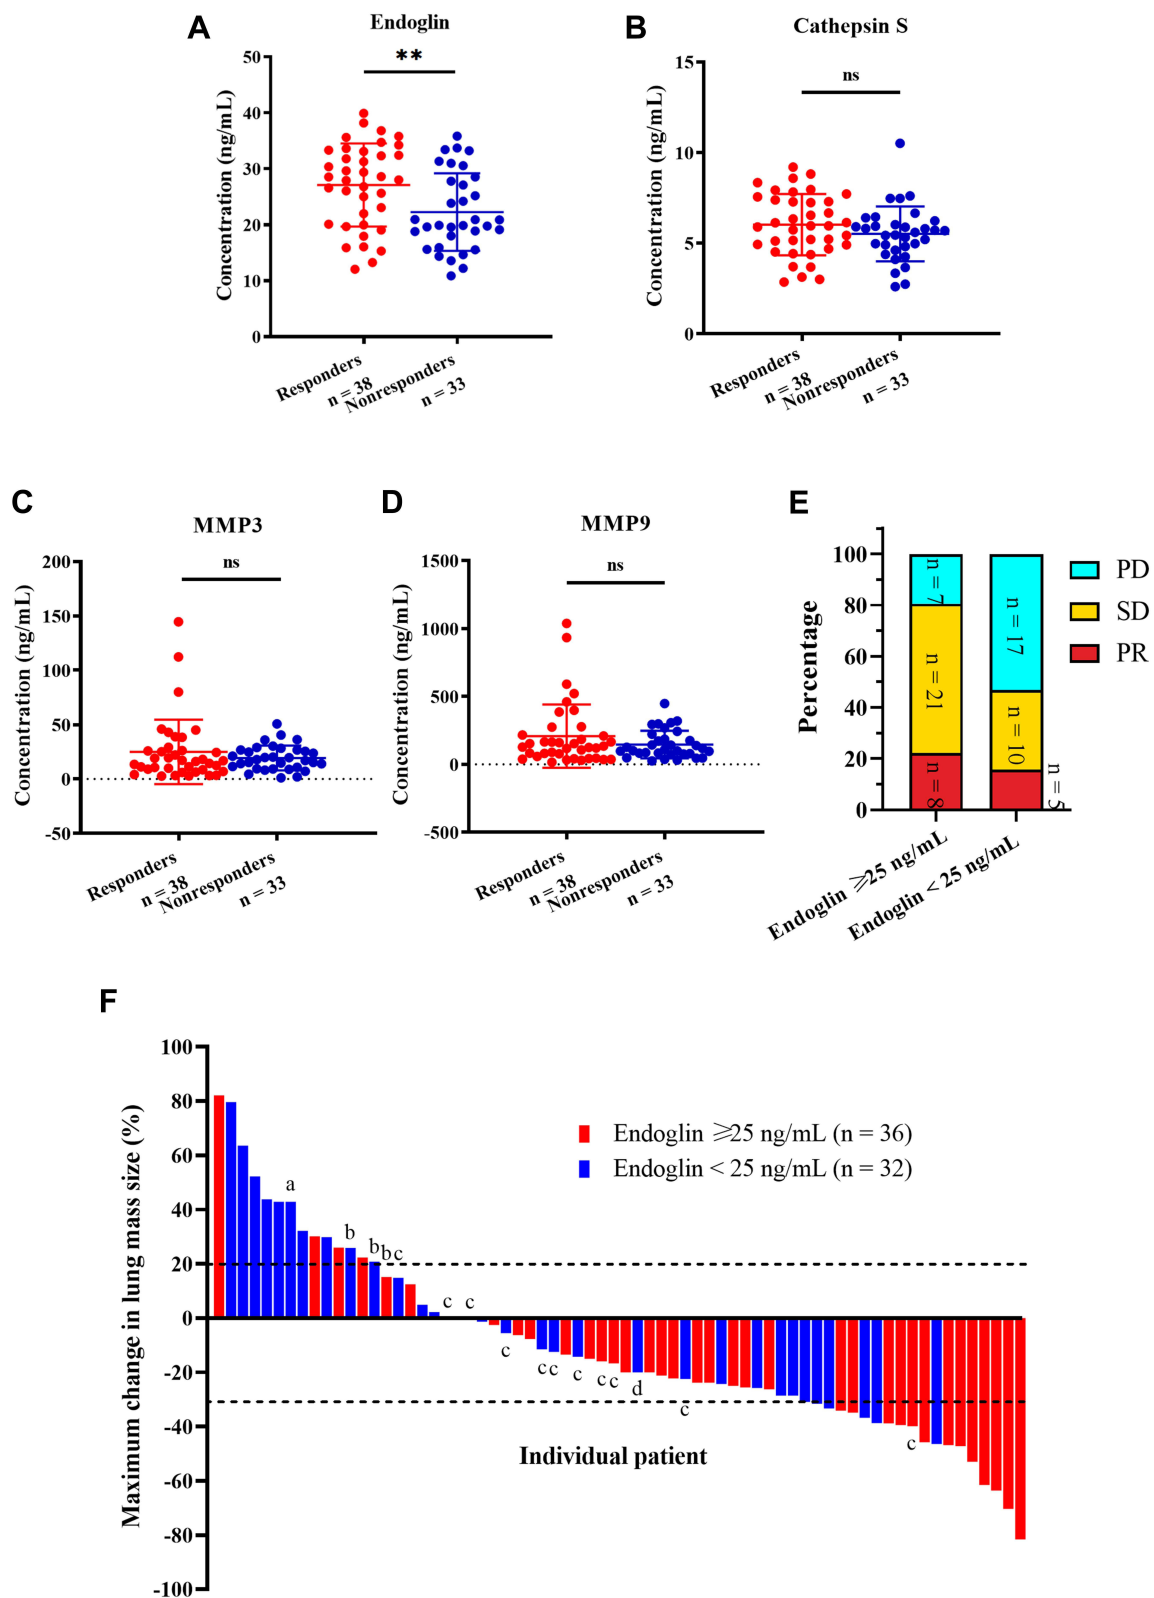 A
Endoglin
**
Concentration (ng/mL)
50
40
30
20
10
0
Responders
n = 38
Nonresponders
n = 33
B
Cathepsin S
ns
Concentration (ng/mL)
15
10
5
0
Responders
n = 38
Nonresponders
n = 33
C
MMP3
ns
Concentration (ng/mL)
200
150
100
50
0
-50
Responders
n = 38
Nonresponders
n = 33
D
MMP9
ns
Concentration (ng/mL)
1500
1000
500
0
-500
Responders
n = 38
Nonresponders
n = 33
E
Percentage
100
80
60
40
20
0
n = 7
n = 21
n = 8
n = 17
n = 10
n = 5
Endoglin ⩾25 ng/mL
Endoglin < 25 ng/mL
PD
SD
PR
F
Maximum change in lung mass size (%)
100
80
60
40
20
0
-20
-40
-60
-80
-100
Endoglin ⩾25 ng/mL (n = 36)
Endoglin < 25 ng/mL (n = 32)
a
b
b
b
c
c
c
c
c
c
c
c
c
d
c
c
Individual patient